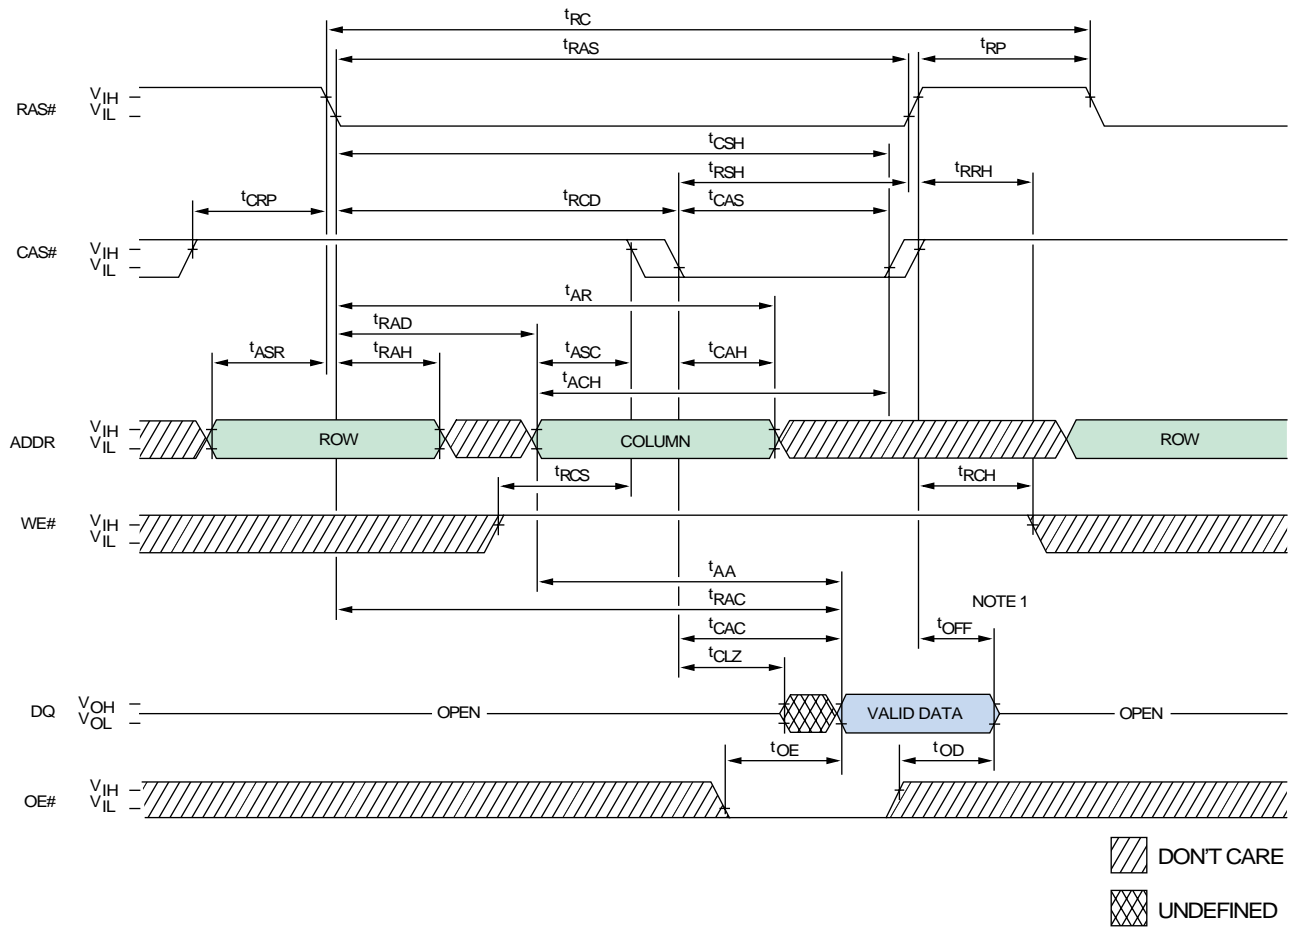 tRC
tRAS
tRP
RAS#
VIH
VIL
tCSH
tRSH
tRRH
tCRP
tRCD
tCAS
CAS#
VIH
VIL
tAR
tRAD
tASR
tRAH
tASC
tCAH
tACH
ADDR
VIH
VIL
ROW
COLUMN
ROW
tRCS
tRCH
WE#
VIH
VIL
tAA
tRAC
NOTE 1
tCAC
tOFF
tCLZ
DQ
VOH
VOL
OPEN
VALID DATA
OPEN
tOE
tOD
OE#
VIH
VIL
DON'T CARE
UNDEFINED